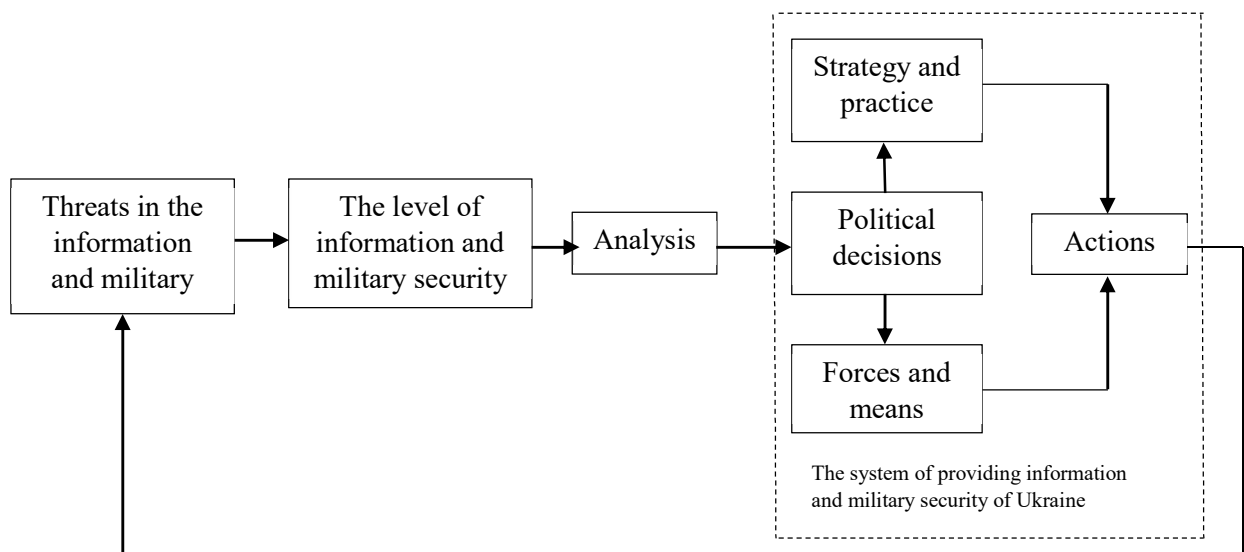 Threats in the
information
and military
The level of
information and
military security
Analysis
Strategy and
practice
Political
decisions
Forces and
means
Actions
The system of providing information
and military security of Ukraine